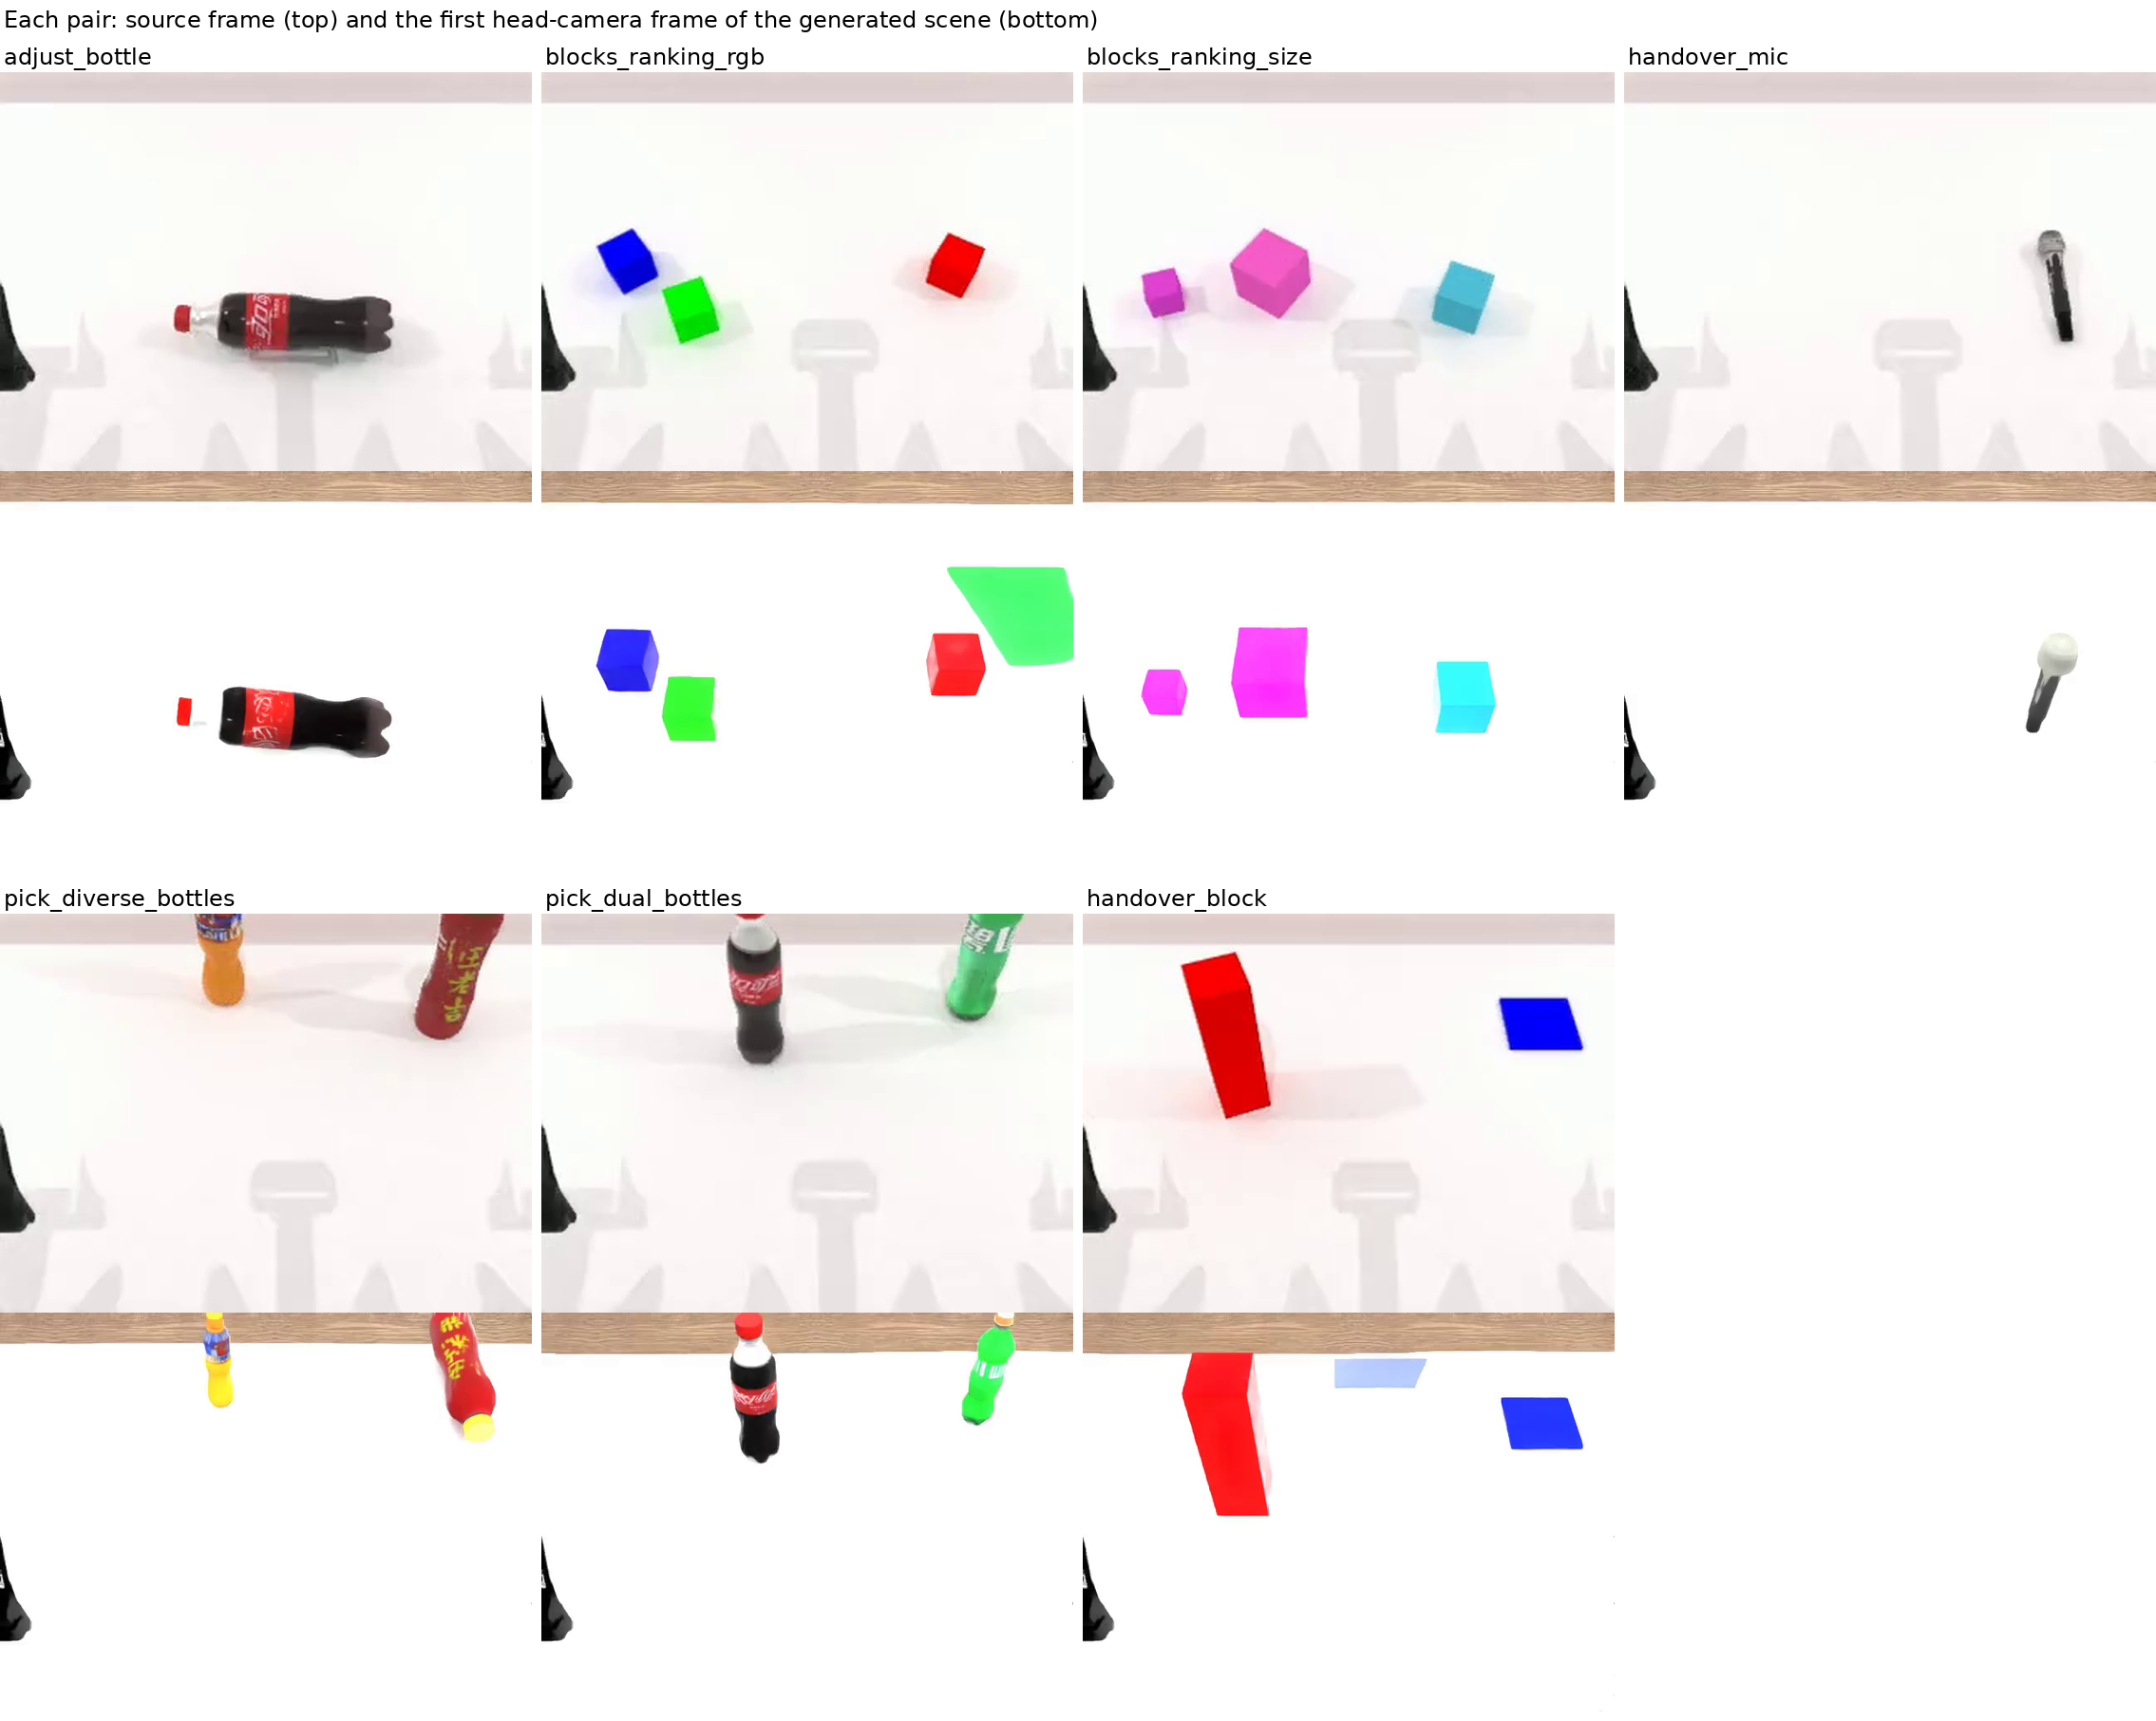 Each pair: source frame (top) and the first head-camera frame of the generated scene (bottom)
adjust_bottle
blocks_ranking_rgb
blocks_ranking_size
handover_mic
pick_diverse_bottles
pick_dual_bottles
handover_block